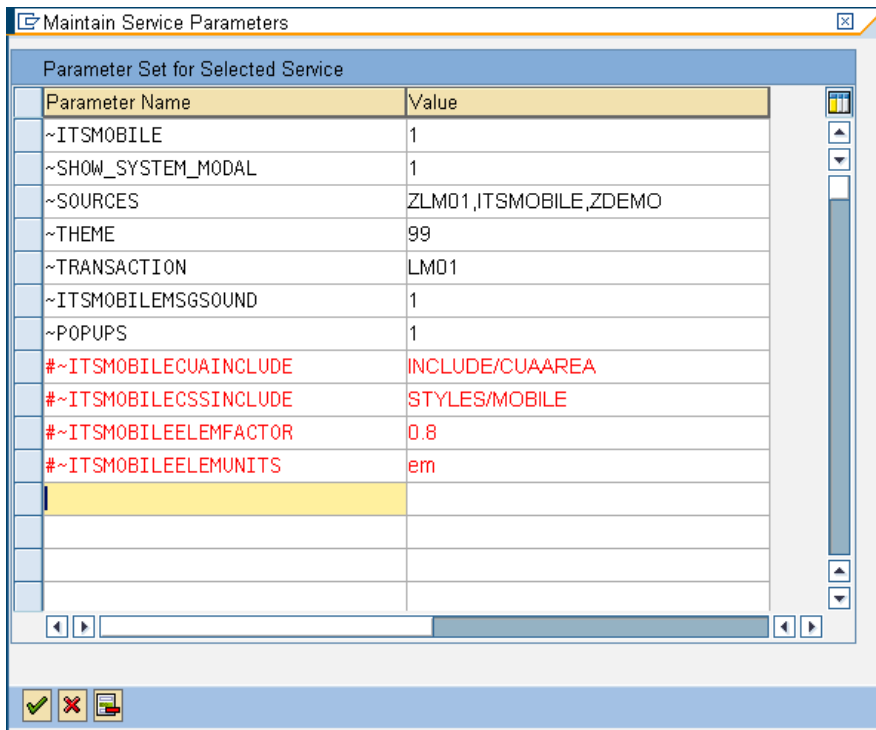 Maintain Service Parameters
Parameter Set for Selected Service
Parameter Name Value
~ITSMOBILE 1
~SHOW_SYSTEM_MODAL 1
~SOURCES ZLM01,ITSMOBILE,ZDEMO
~THEME 99
~TRANSACTION LM01
~ITSMOBILEMSGSOUND 1
~POPUPS 1
#~ITSMOBILECUAINCLUDE INCLUDE/CUAAREA
#~ITSMOBILECSSINCLUDE STYLES/MOBILE
#~ITSMOBILEELEMFACTOR 0.8
#~ITSMOBILEELEMUNITS em